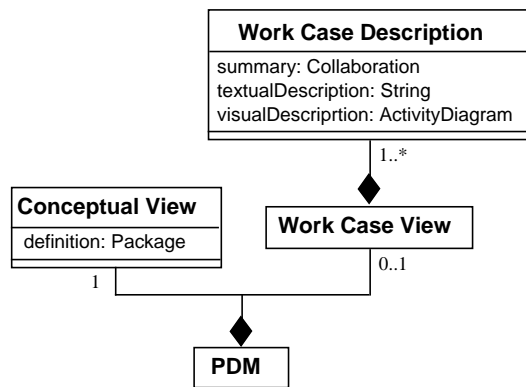 Work Case Description
summary: Collaboration
textualDescription: String
visualDescriprtion: ActivityDiagram
1..*
Conceptual View
definition: Package
Work Case View
1
0..1
PDM